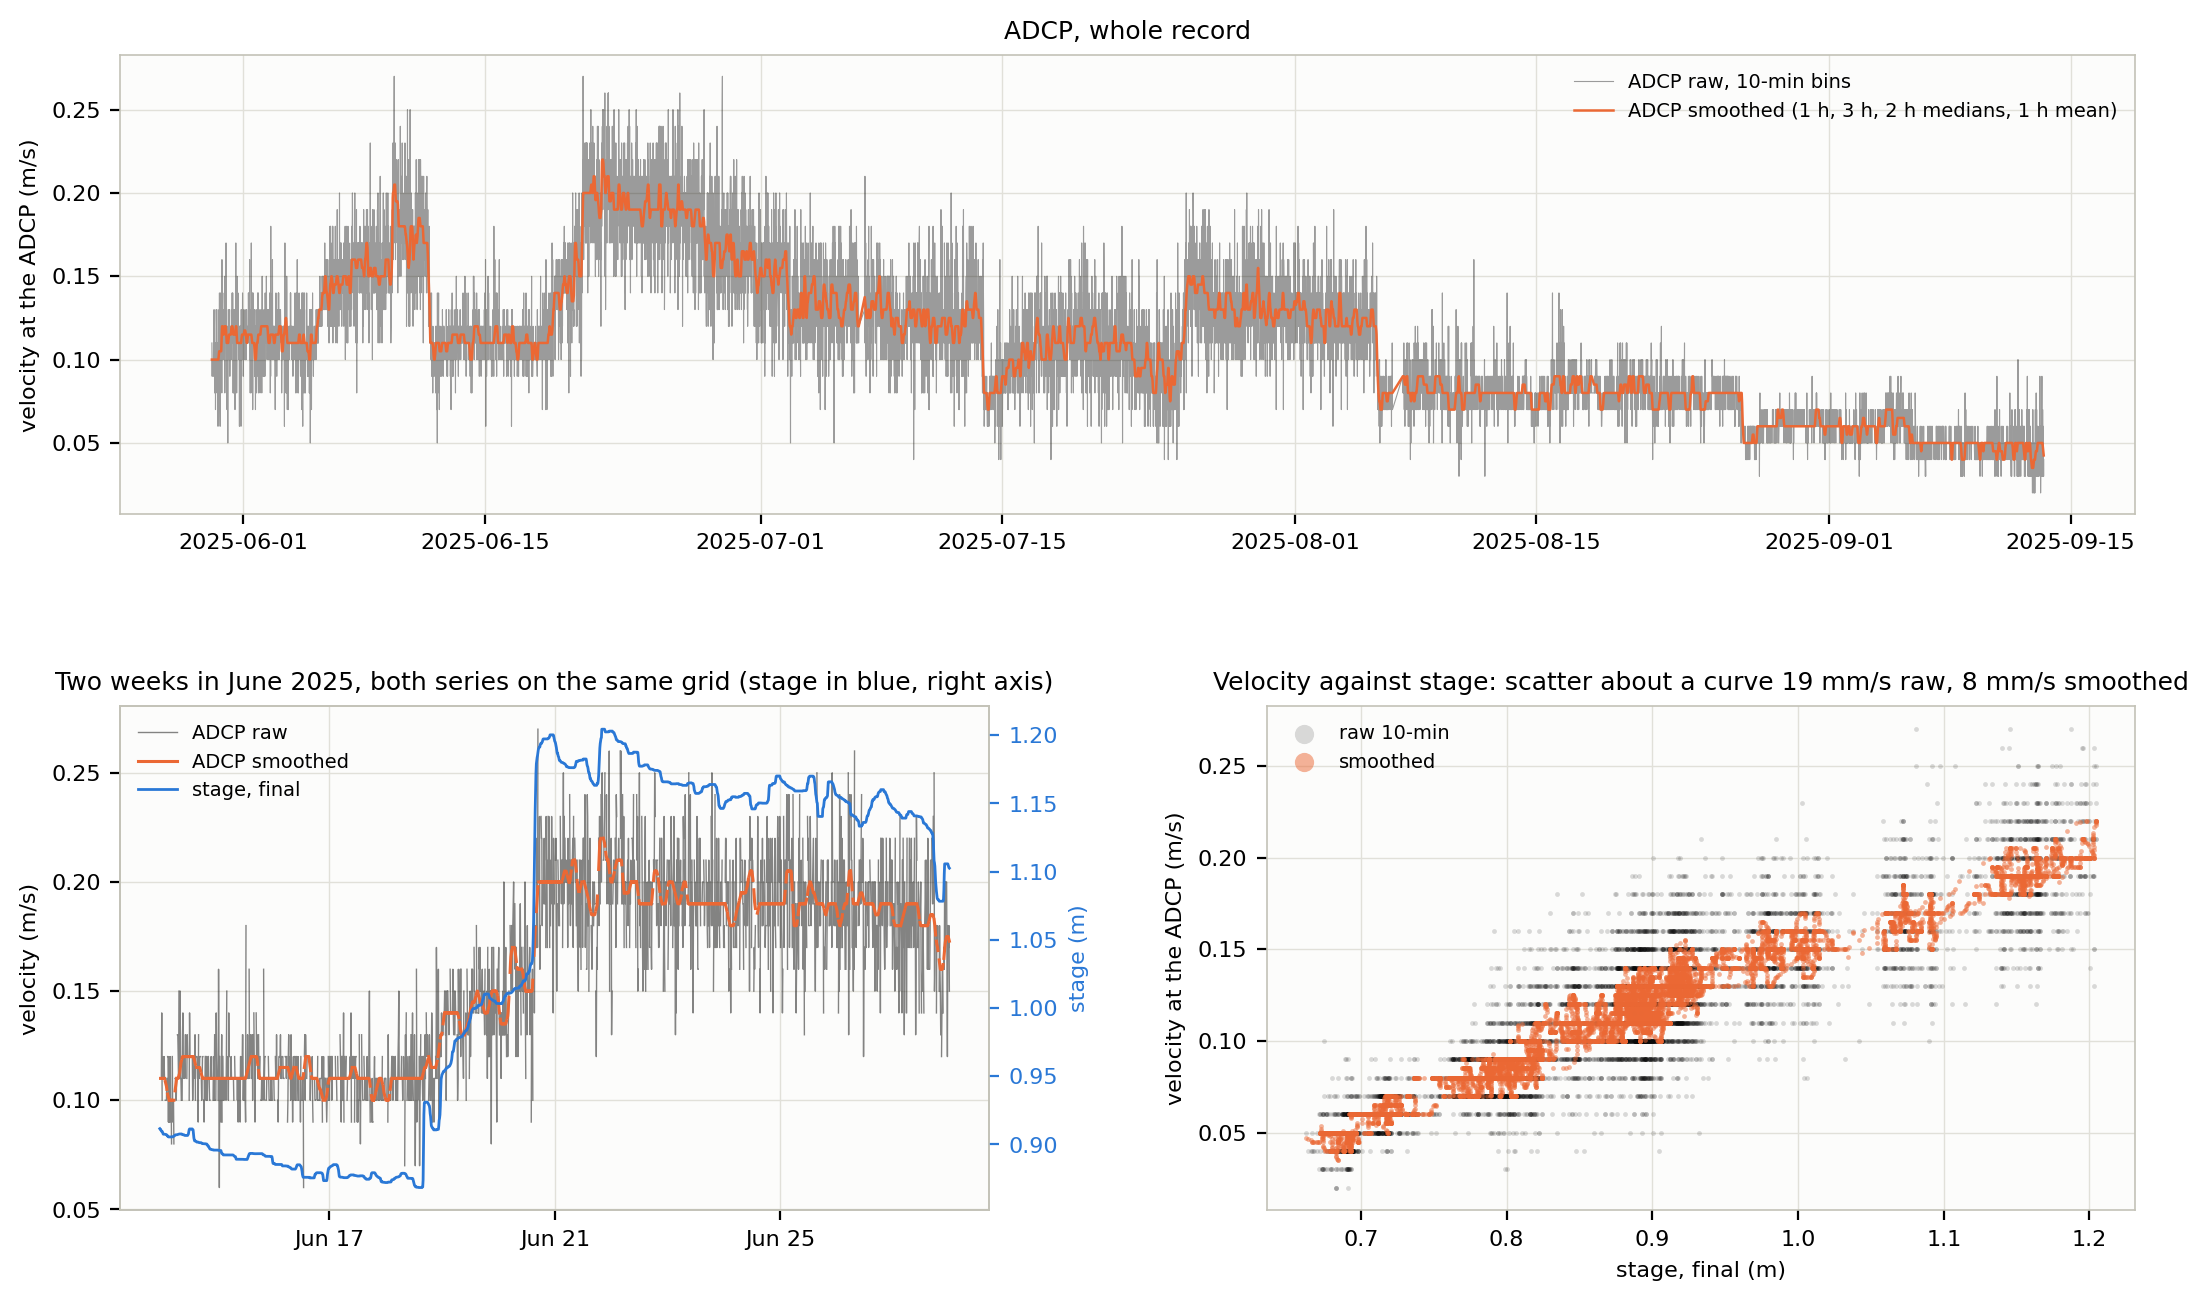 ADCP, whole record
velocity at the ADCP (m/s)
0.25
0.20
0.15
0.10
0.05
ADCP raw, 10-min bins
ADCP smoothed (1 h, 3 h, 2 h medians, 1 h mean)
2025-06-01 2025-06-15 2025-07-01 2025-07-15 2025-08-01 2025-08-15 2025-09-01 2025-09-15
Two weeks in June 2025, both series on the same grid (stage in blue, right axis)
velocity (m/s)
0.25
0.20
0.15
0.10
0.05
ADCP raw
ADCP smoothed
stage, final
1.20
1.15
1.10
1.05
1.00
0.95
0.90
stage (m)
Jun 17 Jun 21 Jun 25
Velocity against stage: scatter about a curve 19 mm/s raw, 8 mm/s smoothed
velocity at the ADCP (m/s)
0.25
0.20
0.15
0.10
0.05
raw 10-min
smoothed
0.7 0.8 0.9 1.0 1.1 1.2
stage, final (m)